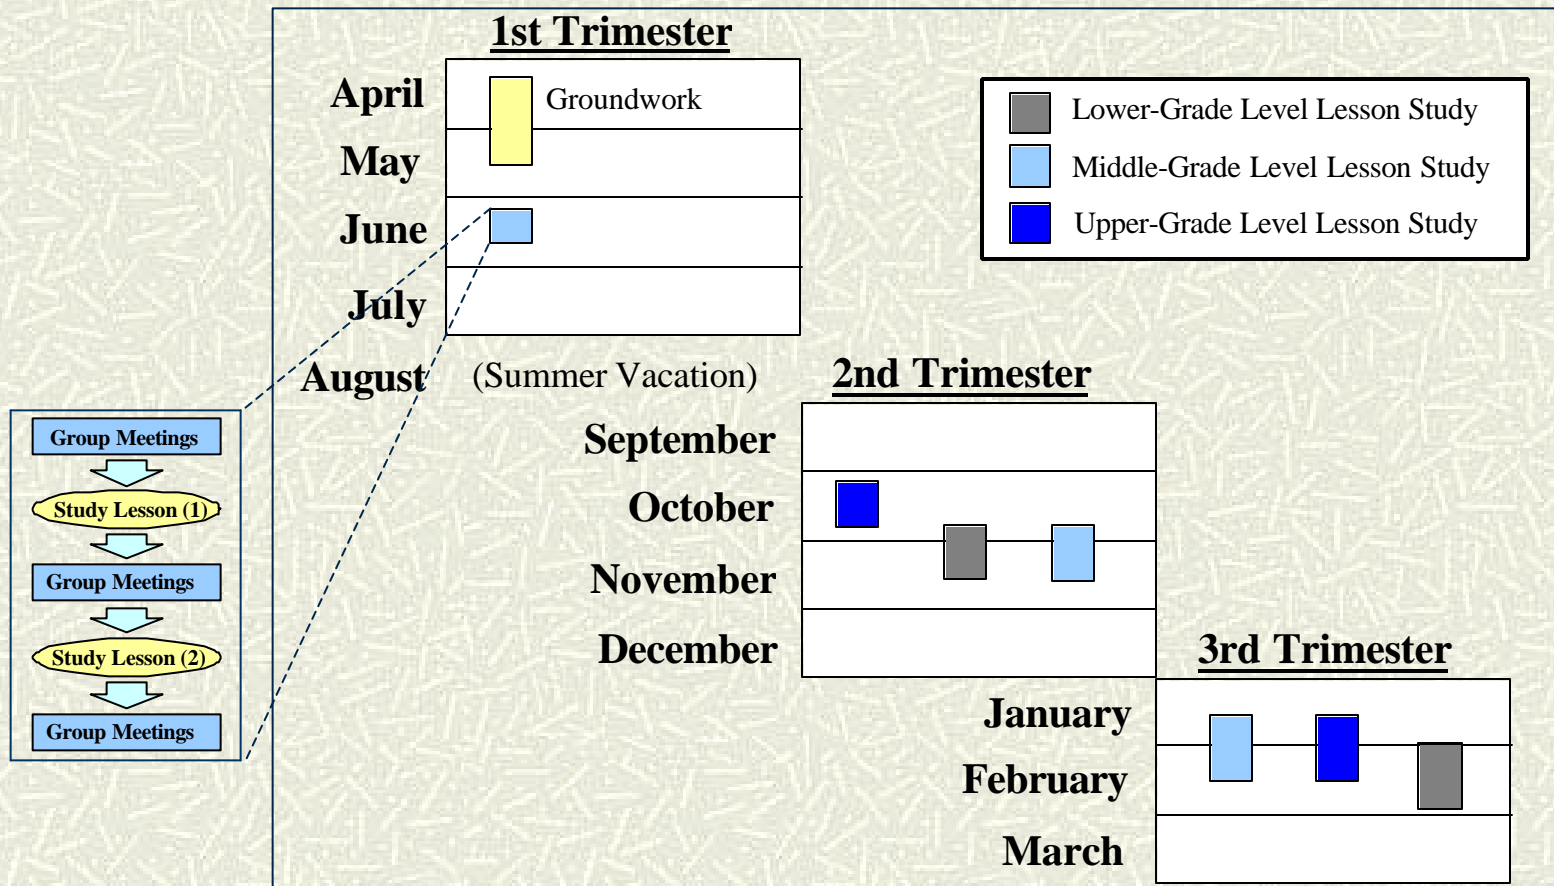 1st Trimester
April
Groundwork
May
June
July
August
(Summer Vacation)
Lower-Grade Level Lesson Study
Middle-Grade Level Lesson Study
Upper-Grade Level Lesson Study
Group Meetings
Study Lesson (1)
Group Meetings
Study Lesson (2)
Group Meetings
2nd Trimester
September
October
November
December
3rd Trimester
January
February
March